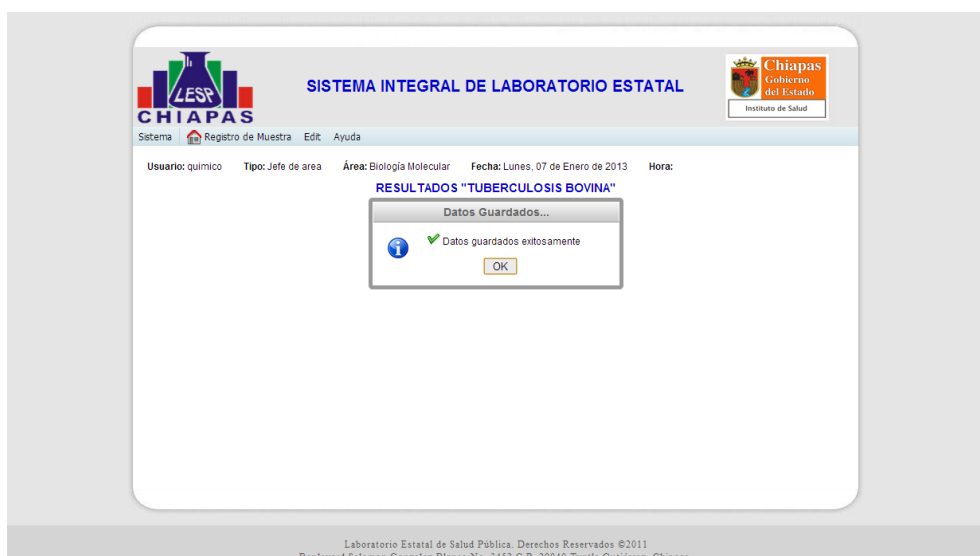 LESP
CHIAPAS
SISTEMA INTEGRAL DE LABORATORIO ESTATAL
Chiapas
Gobierno
del Estado
Instituto de Salud
Sistema Registro de Muestra Edit Ayuda
Usuario: quimico Tipo: Jefe de area Área: Biología Molecular Fecha: Lunes, 07 de Enero de 2013 Hora:
RESULTADOS "TUBERCULOSIS BOVINA"
Datos Guardados...
Datos guardados exitosamente
OK
Laboratorio Estatal de Salud Pública. Derechos Reservados ©2011